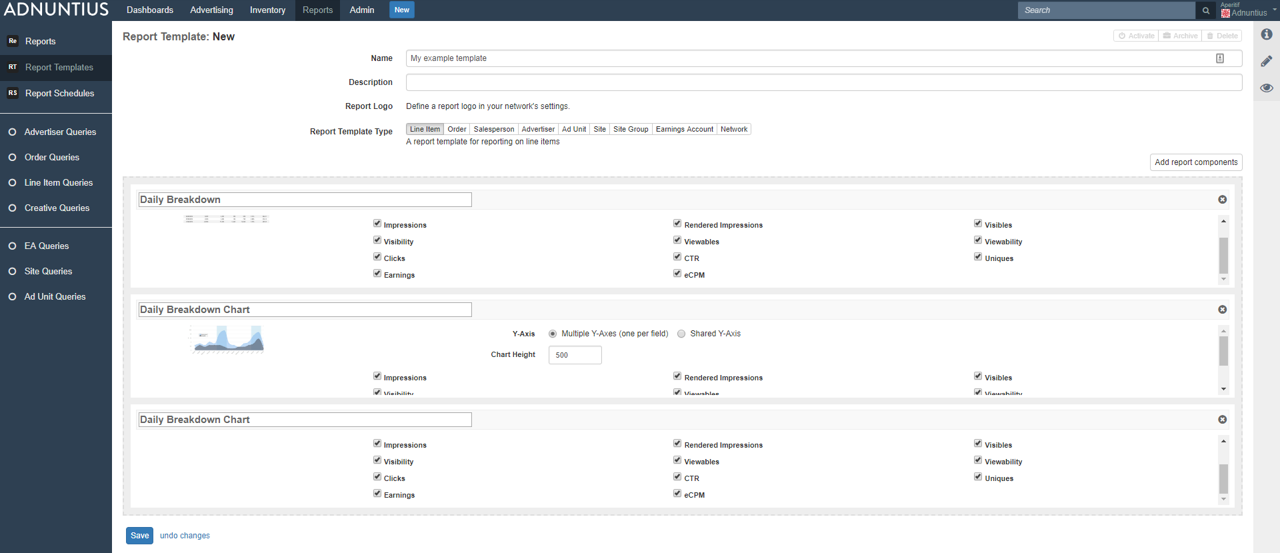 ADNUNTIUS Dashboards Advertising Inventory Reports Admin New Search Aperitif
Adnuntius
Re Reports
RT Report Templates
RS Report Schedules
Advertiser Queries
Order Queries
Line Item Queries
Creative Queries
EA Queries
Site Queries
Ad Unit Queries
Report Template: New Activate Archive Delete
Name My example template
Description
Report Logo Define a report logo in your network's settings.
Report Template Type Line Item Order Salesperson Advertiser Ad Unit Site Site Group Earnings Account Network
A report template for reporting on line items
Add report components
Daily Breakdown
Impressions Rendered Impressions Visibles
Visibility Viewables Viewability
Clicks CTR Uniques
Earnings eCPM
Daily Breakdown Chart
Y-Axis Multiple Y-Axes (one per field) Shared Y-Axis
Chart Height 500
Impressions Rendered Impressions Visibles
Visibility Viewables Viewability
Daily Breakdown Chart
Impressions Rendered Impressions Visibles
Visibility Viewables Viewability
Clicks CTR Uniques
Earnings eCPM
Save undo changes